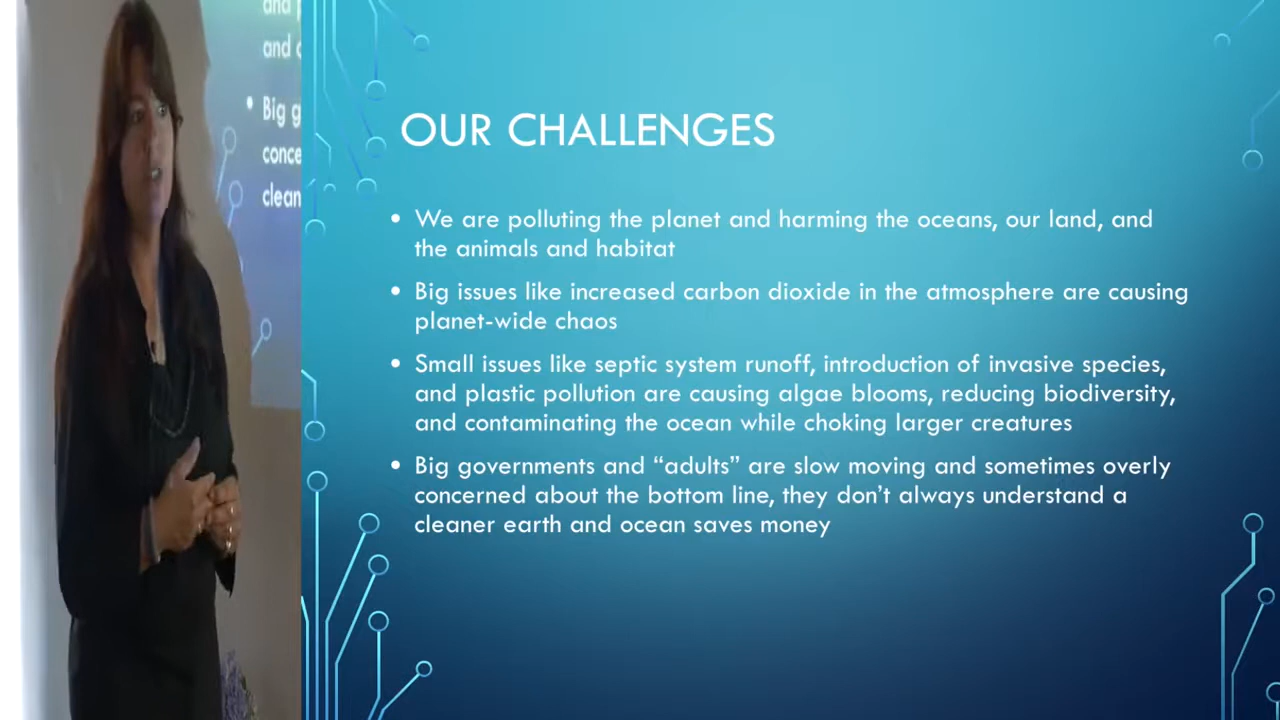 and
Big g
conce
clean
OUR CHALLENGES
• We are polluting the planet and harming the oceans, our land, and
the animals and habitat
• Big issues like increased carbon dioxide in the atmosphere are causing
planet-wide chaos
• Small issues like septic system runoff, introduction of invasive species,
and plastic pollution are causing algae blooms, reducing biodiversity,
and contaminating the ocean while choking larger creatures
• Big governments and “adults” are slow moving and sometimes overly
concerned about the bottom line, they don’t always understand a
cleaner earth and ocean saves money